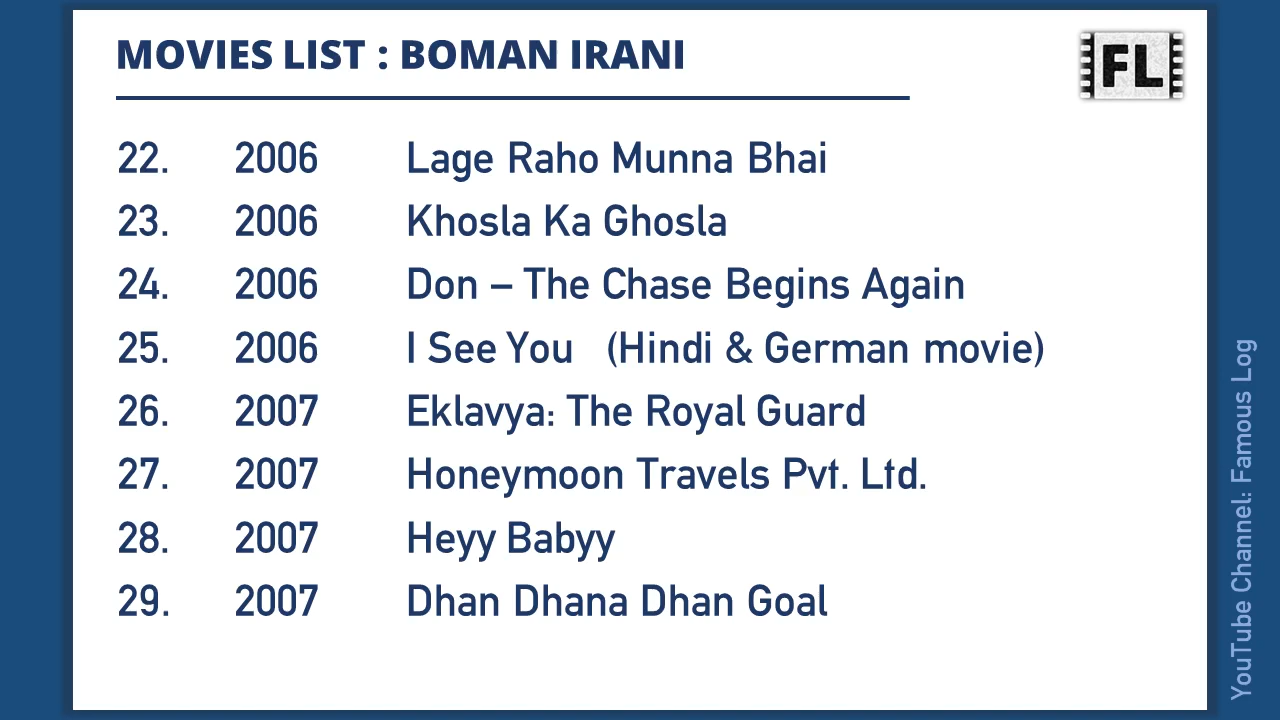 MOVIES LIST : BOMAN IRANI
FL
22. 2006 Lage Raho Munna Bhai
23. 2006 Khosla Ka Ghosla
24. 2006 Don – The Chase Begins Again
25. 2006 I See You (Hindi & German movie)
26. 2007 Eklavya: The Royal Guard
27. 2007 Honeymoon Travels Pvt. Ltd.
28. 2007 Heyy Babyy
29. 2007 Dhan Dhana Dhan Goal
YouTube Channel: Famous Log